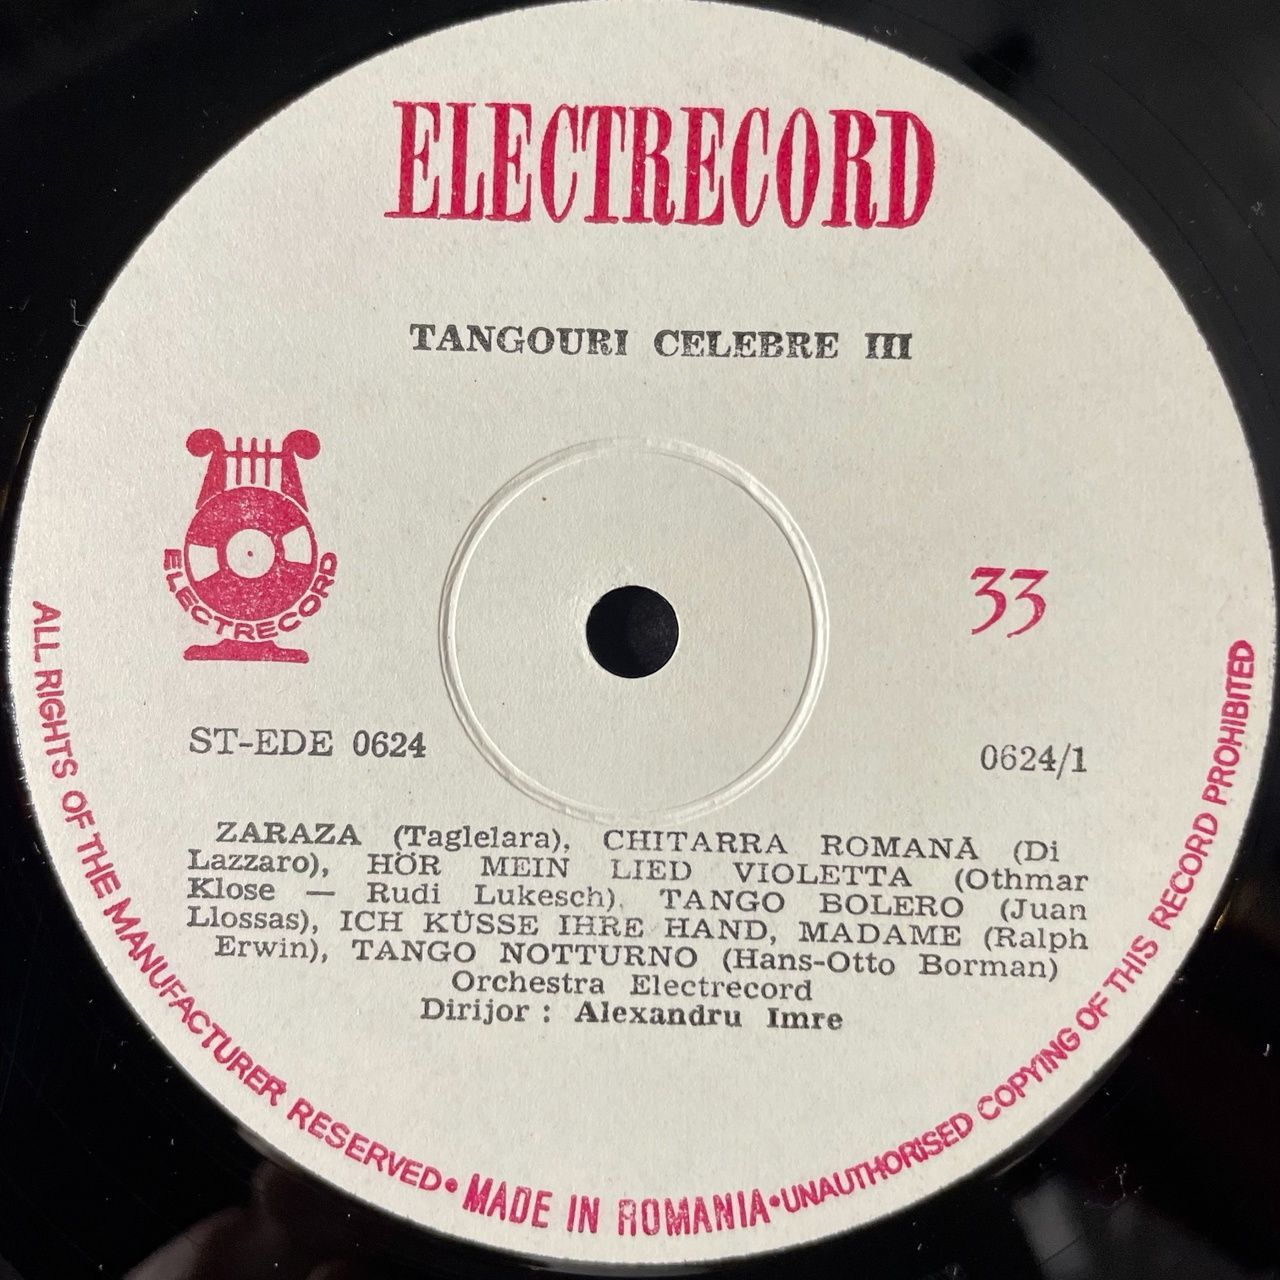 ELECTRECORD
TANGOURI CELEBRE III
ELECTRECORD
33
ST-EDE 0624
0624/1
ZARAZA (Taglelara), CHITARRA ROMANĂ (Di
Lazzaro), HÖR MEIN LIED VIOLETTA (Othmar
Klose — Rudi Lukesch), TANGO BOLERO (Juan
Llossas), ICH KÜSSE IHRE HAND, MADAME (Ralph
Erwin), TANGO NOTTURNO (Hans-Otto Borman)
Orchestra Electrecord
Dirijor : Alexandru Imre
ALL RIGHTS OF THE MANUFACTURER RESERVED • MADE IN ROMANIA • UNAUTHORISED COPYING OF THIS RECORD PROHIBITED